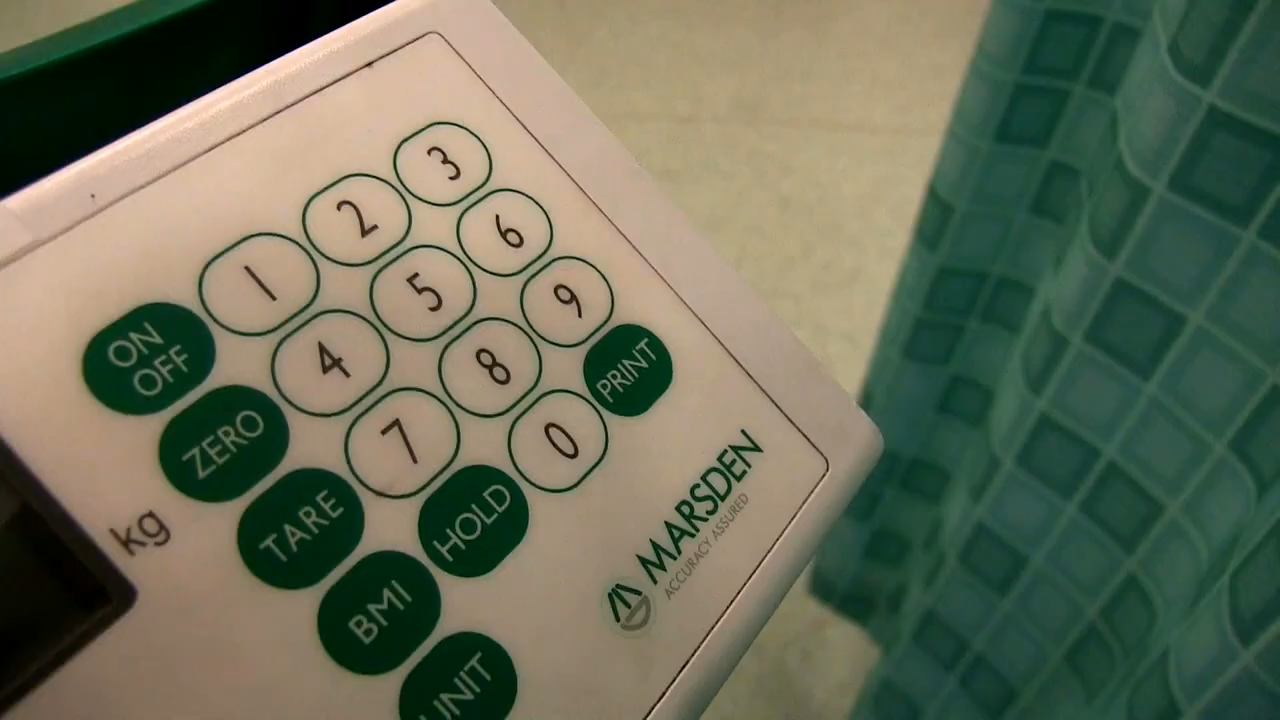 1 2 3
ON
OFF
4 5 6
ZERO
7 8 9
TARE
HOLD 0 PRINT
BMI
UNIT
kg
MARSDEN
ACCURACY ASSURED